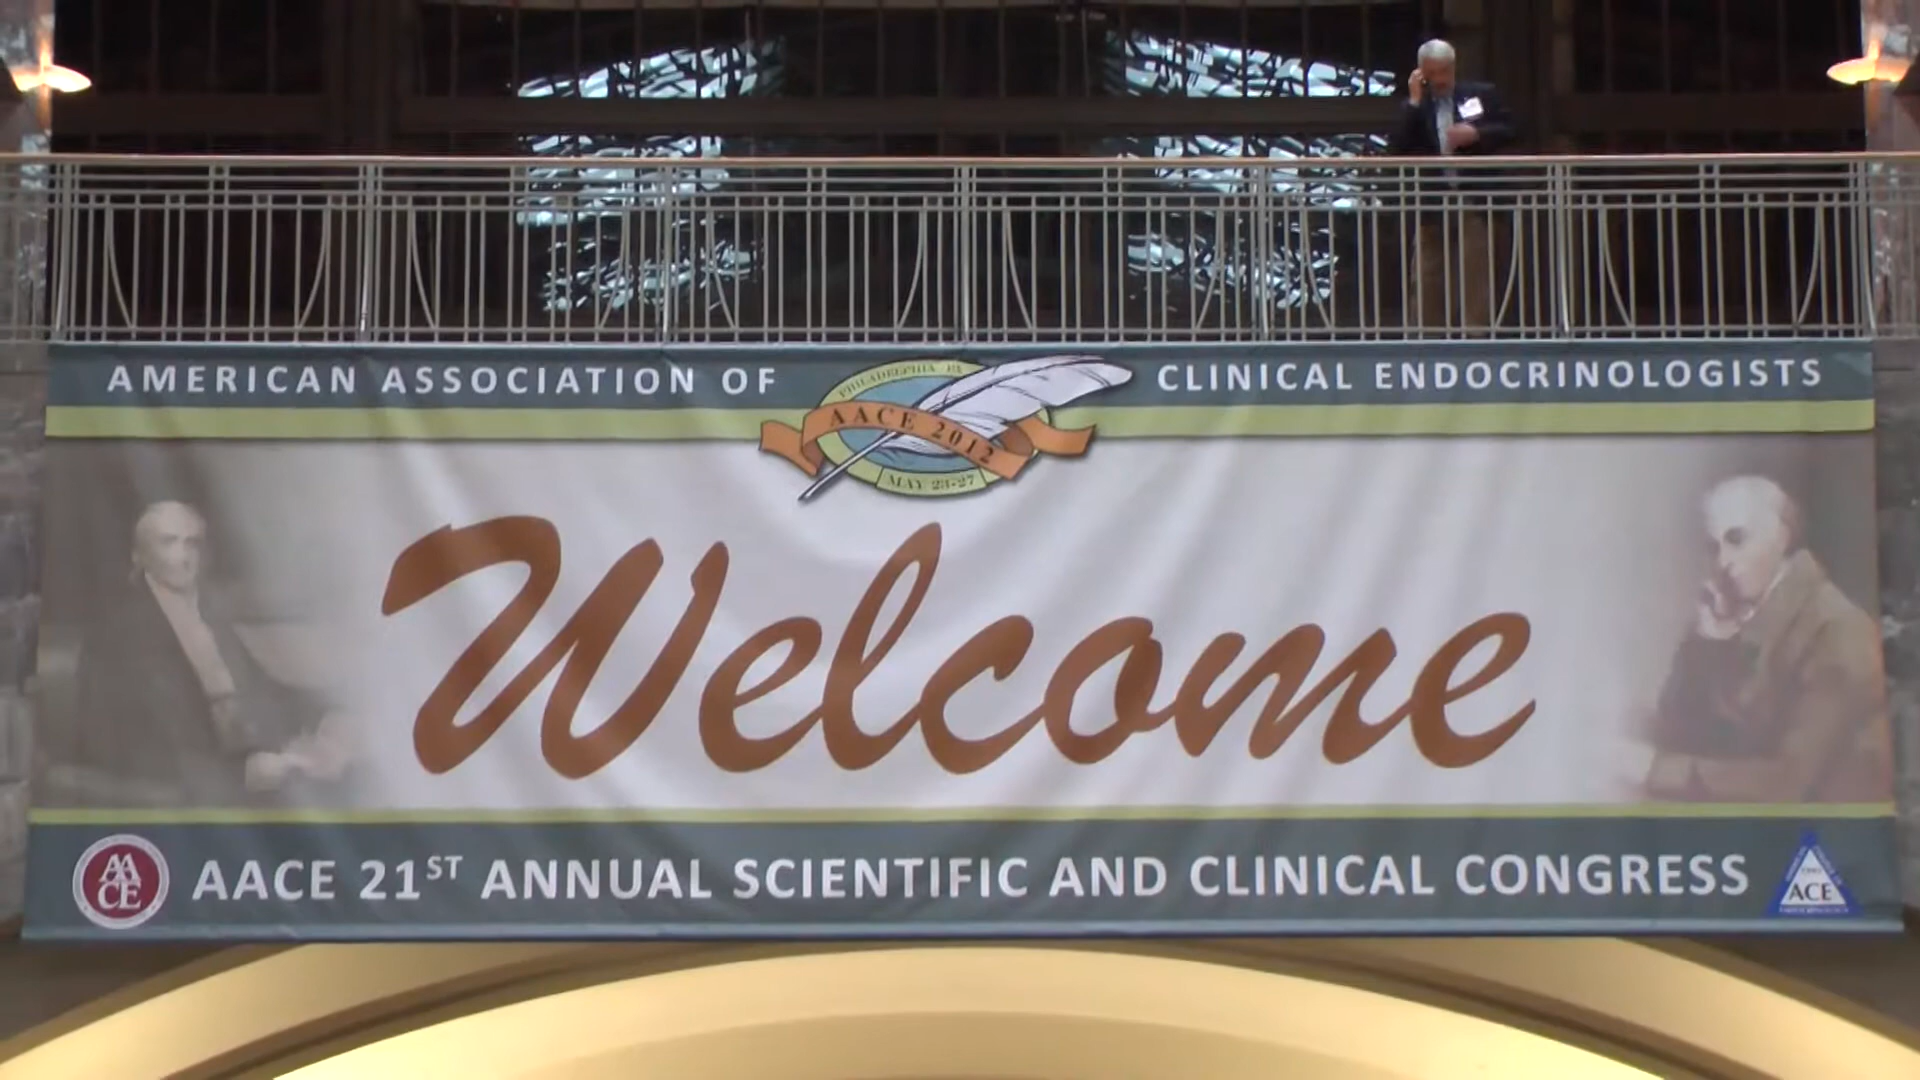 AMERICAN ASSOCIATION OF CLINICAL ENDOCRINOLOGISTS
PHILADELPHIA PA
AACE 2012
MAY 23-27
Welcome
AACE
AACE 21ST ANNUAL SCIENTIFIC AND CLINICAL CONGRESS
ACE